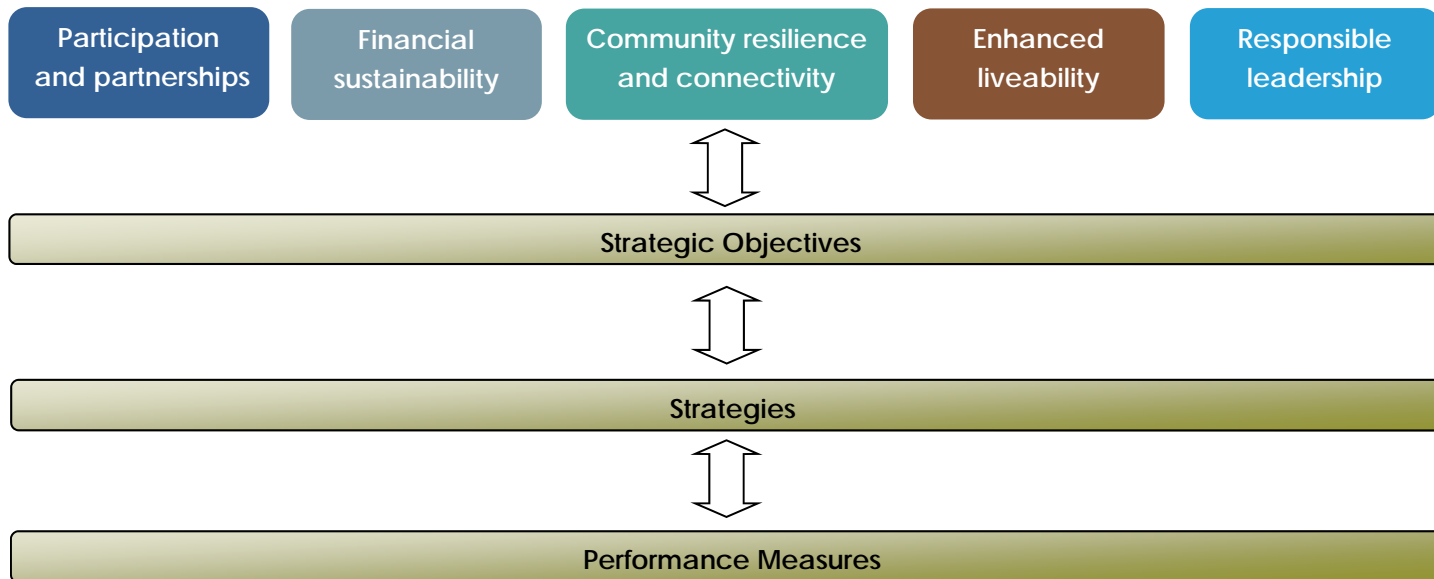 Participation
and partnerships
Financial
sustainability
Community resilience
and connectivity
Enhanced
liveability
Responsible
leadership
Strategic Objectives
Strategies
Performance Measures